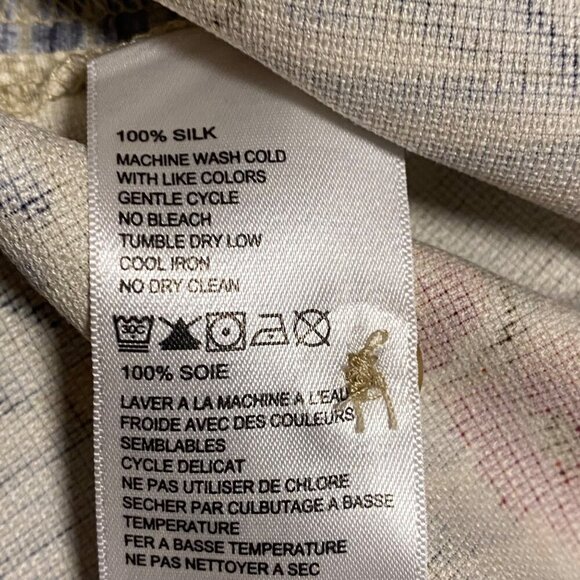 100% SILK
MACHINE WASH COLD
WITH LIKE COLORS
GENTLE CYCLE
NO BLEACH
TUMBLE DRY LOW
COOL IRON
NO DRY CLEAN
30C
100% SOIE
LAVER A LA MACHINE A L'EAU
FROIDE AVEC DES COULEURS
SEMBLABLES
CYCLE DELICAT
NE PAS UTILISER DE CHLORE
SECHER PAR CULBUTAGE A BASSE
TEMPERATURE
FER A BASSE TEMPERATURE
NE PAS NETTOYER A SEC